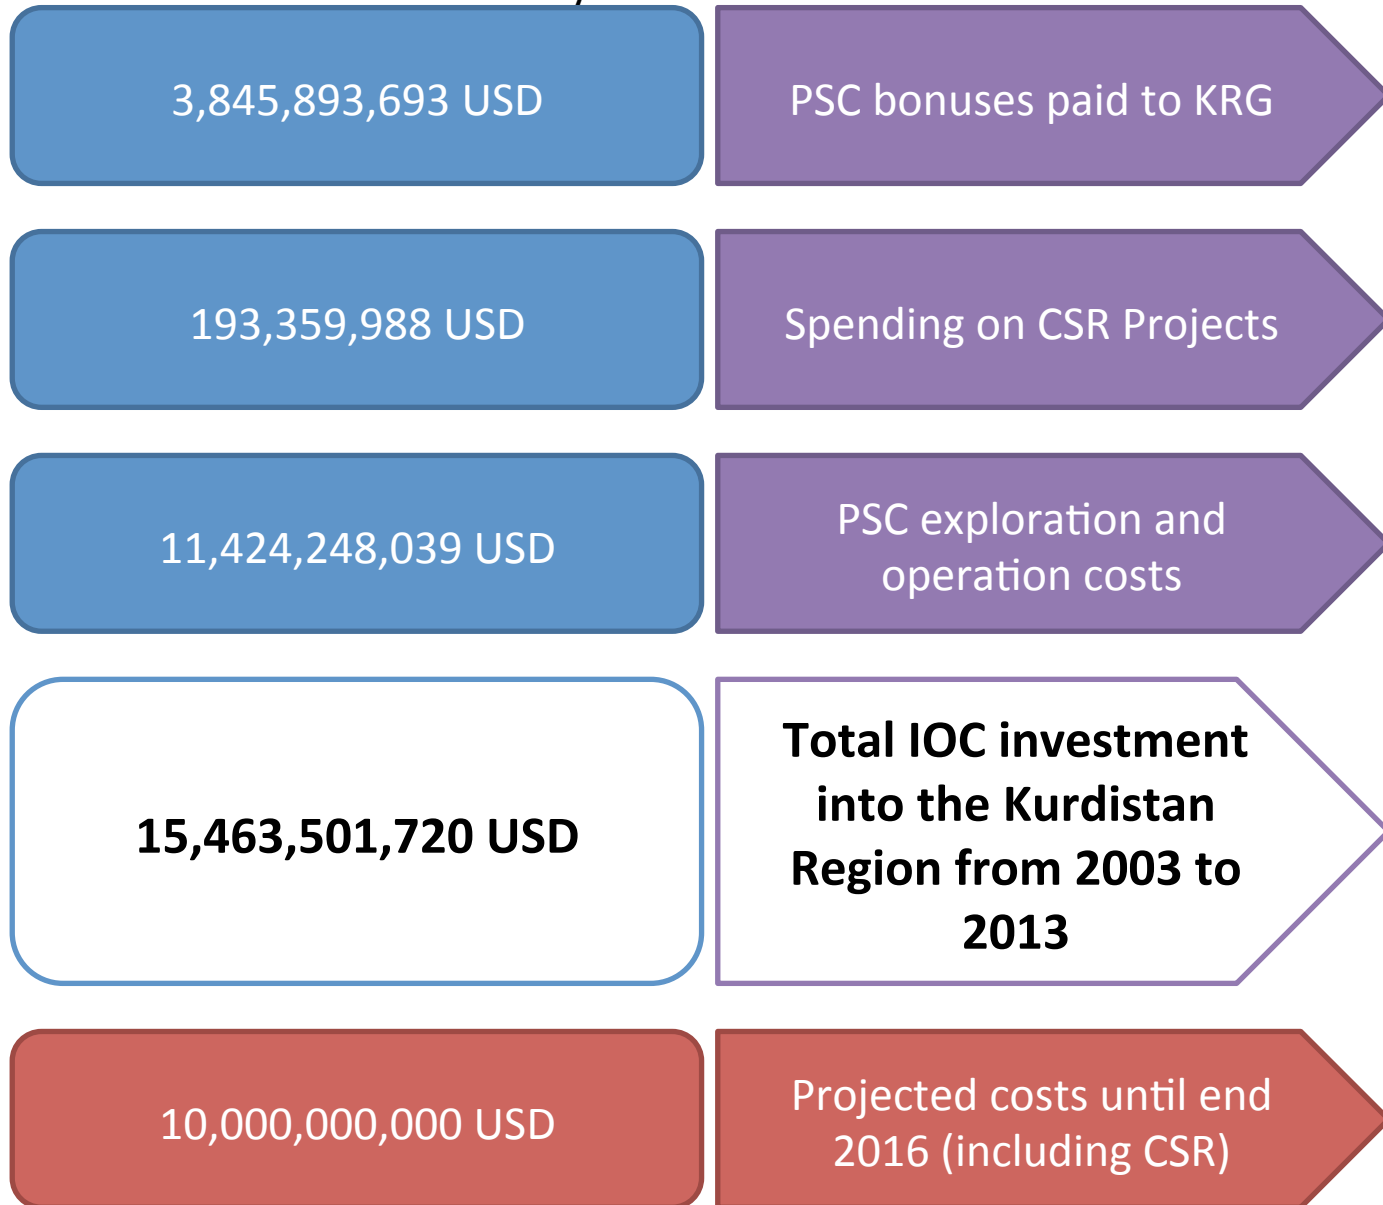 3,845,893,693 USD
PSC bonuses paid to KRG
193,359,988 USD
Spending on CSR Projects
11,424,248,039 USD
PSC exploration and
operation costs
15,463,501,720 USD
Total IOC investment
into the Kurdistan
Region from 2003 to
2013
10,000,000,000 USD
Projected costs until end
2016 (including CSR)